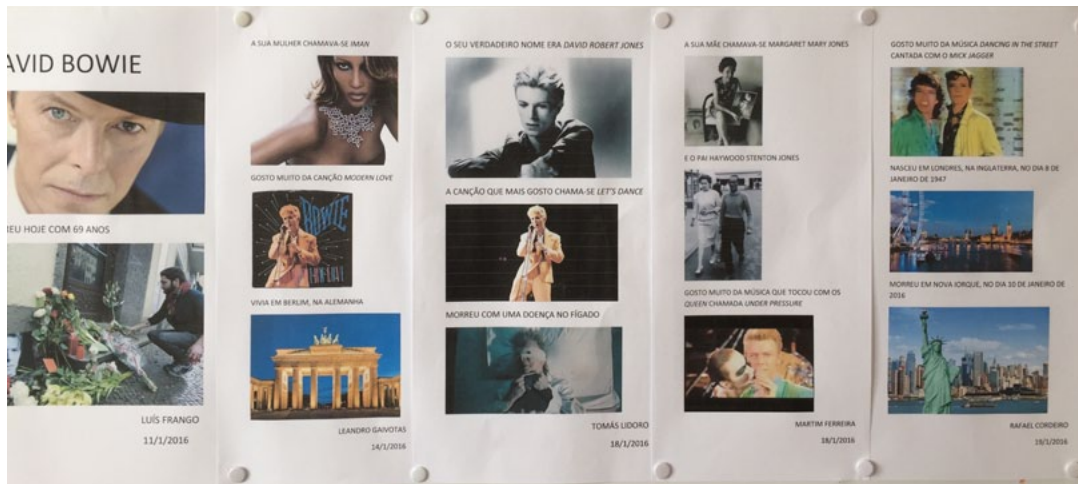 AVID BOWIE
REU HOJE COM 69 ANOS
LUÍS FRANGO
11/1/2016
A SUA MULHER CHAMAVA-SE IMAN
GOSTO MUITO DA CANÇÃO MODERN LOVE
BOWIE
VIVIA EM BERLIM, NA ALEMANHA
LEANDRO GAIVOTAS
14/1/2016
O SEU VERDADEIRO NOME ERA DAVID ROBERT JONES
A CANÇÃO QUE MAIS GOSTO CHAMA-SE LET'S DANCE
MORREU COM UMA DOENÇA NO FÍGADO
TOMÁS LIDORO
18/1/2016
A SUA MÃE CHAMAVA-SE MARGARET MARY JONES
E O PAI HAYWOOD STENTON JONES
GOSTO MUITO DA MÚSICA QUE TOCOU COM OS
QUEEN CHAMADA UNDER PRESSURE
MARTIM FERREIRA
18/1/2016
GOSTO MUITO DA MÚSICA DANCING IN THE STREET
CANTADA COM O MICK JAGGER
NASCEU EM LONDRES, NA INGLATERRA, NO DIA 8 DE
JANEIRO DE 1947
MORREU EM NOVA IORQUE, NO DIA 10 DE JANEIRO DE
2016
RAFAEL CORDEIRO
19/1/2016